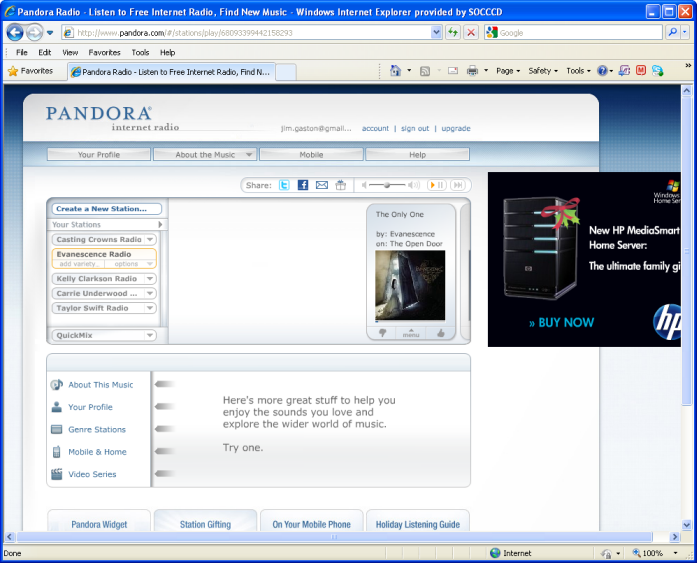 Pandora Radio - Listen to Free Internet Radio, Find New Music - Windows Internet Explorer provided by SOCCCD
http://www.pandora.com/#/stations/play/68093399442158293
Google
File Edit View Favorites Tools Help
Favorites
Pandora Radio - Listen to Free Internet Radio, Find N...
Page Safety Tools
PANDORA®
internet radio
jim.gaston@gmail... account | sign out | upgrade
Your Profile About the Music Mobile Help
Share:
Create a New Station...
Your Stations
Casting Crowns Radio
Evanescence Radio
add variety... options
Kelly Clarkson Radio
Carrie Underwood ...
Taylor Swift Radio
QuickMix
The Only One
by: Evanescence
on: The Open Door
menu
Windows
Home Serv
New HP MediaSmart
Home Server:
The ultimate family gi
» BUY NOW
hp
About This Music
Your Profile
Genre Stations
Mobile & Home
Video Series
Here's more great stuff to help you
enjoy the sounds you love and
explore the wider world of music.
Try one.
Pandora Widget Station Gifting On Your Mobile Phone Holiday Listening Guide
Done Internet 100%